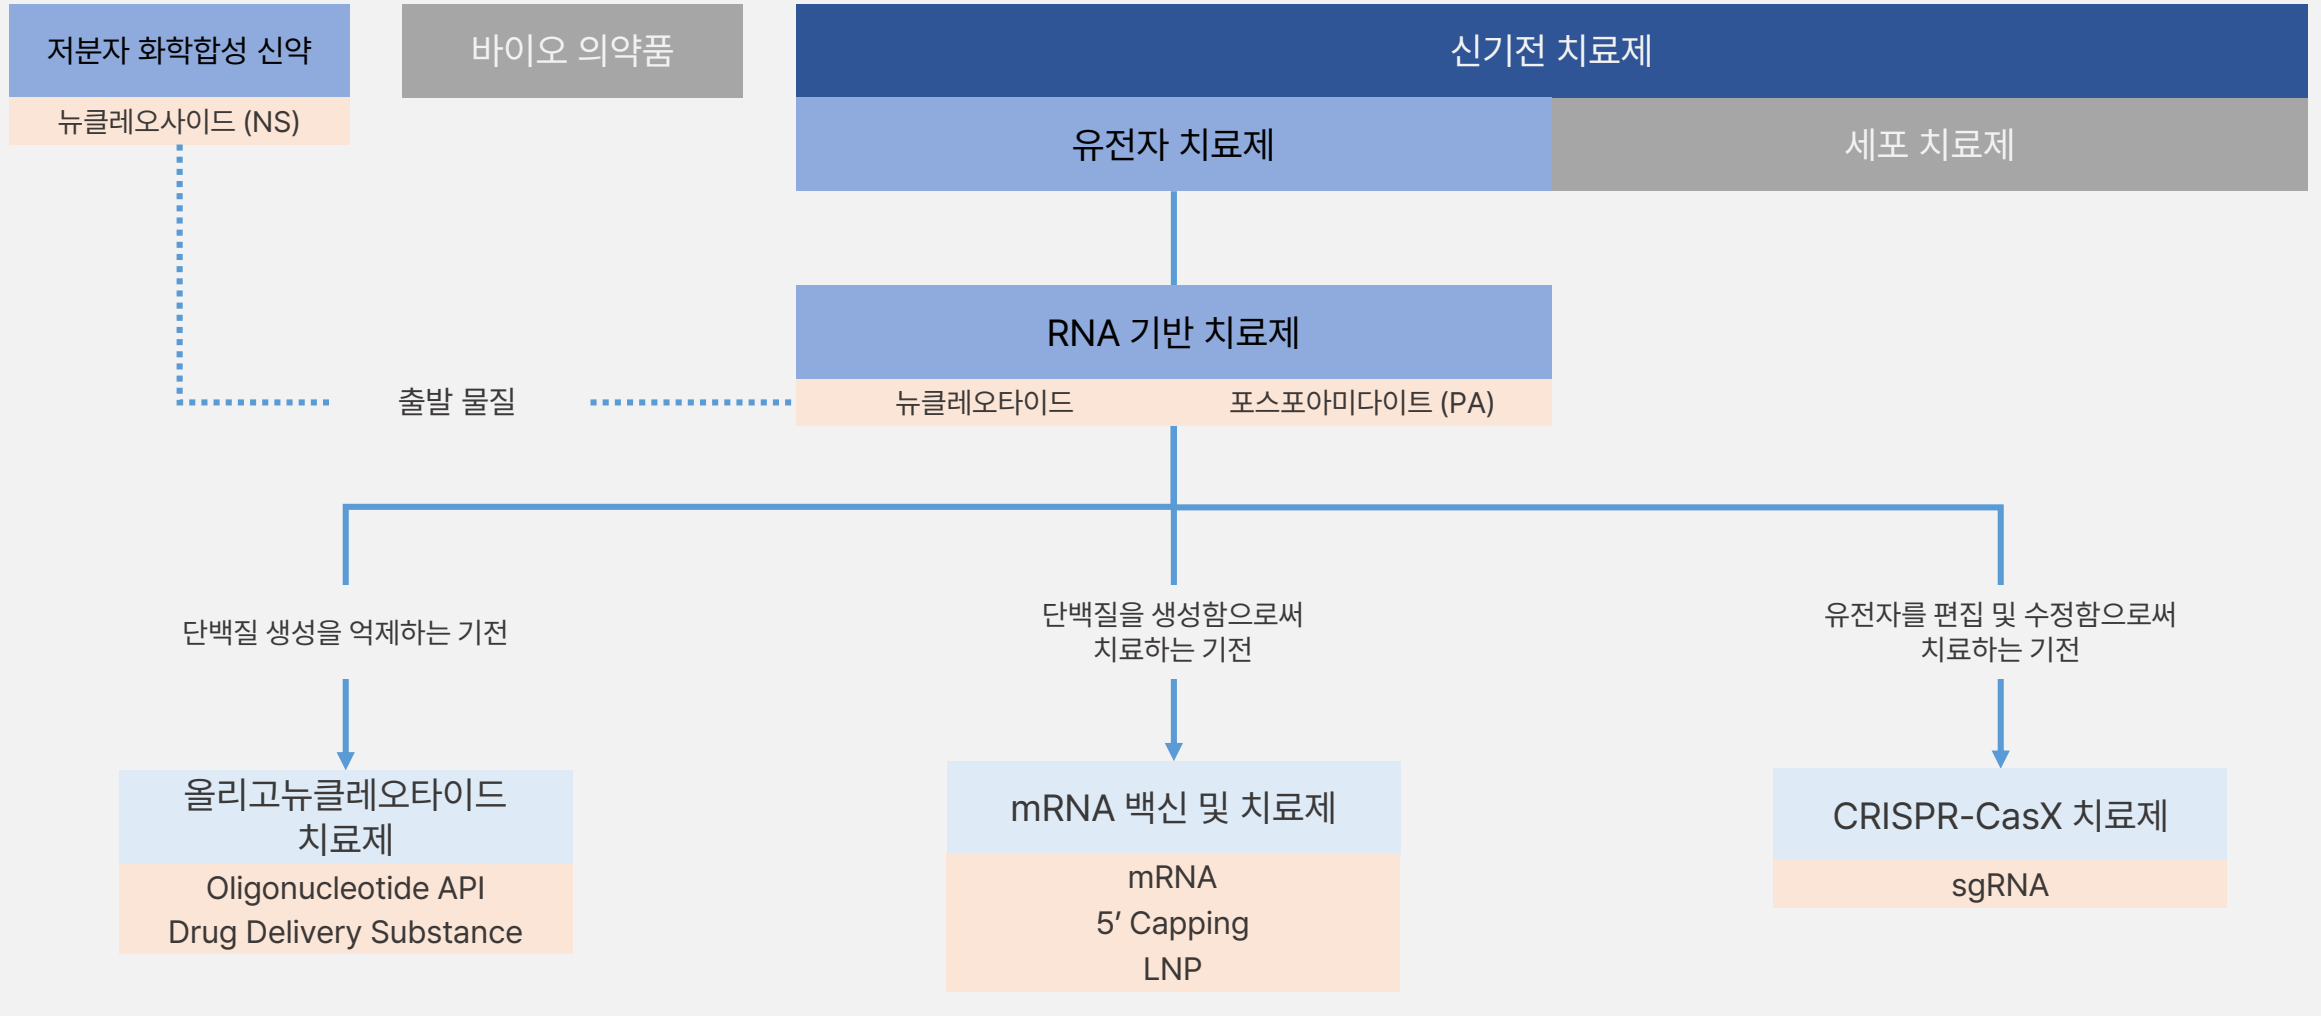 저분자 화학합성 신약
바이오 의약품
신기전 치료제
뉴클레오사이드 (NS)
유전자 치료제
세포 치료제
RNA 기반 치료제
출발 물질
뉴클레오타이드
포스포아미다이트 (PA)
단백질 생성을 억제하는 기전
단백질을 생성함으로써
치료하는 기전
유전자를 편집 및 수정함으로써
치료하는 기전
올리고뉴클레오타이드
치료제
Oligonucleotide API
Drug Delivery Substance
mRNA 백신 및 치료제
mRNA
5’ Capping
LNP
CRISPR-CasX 치료제
sgRNA